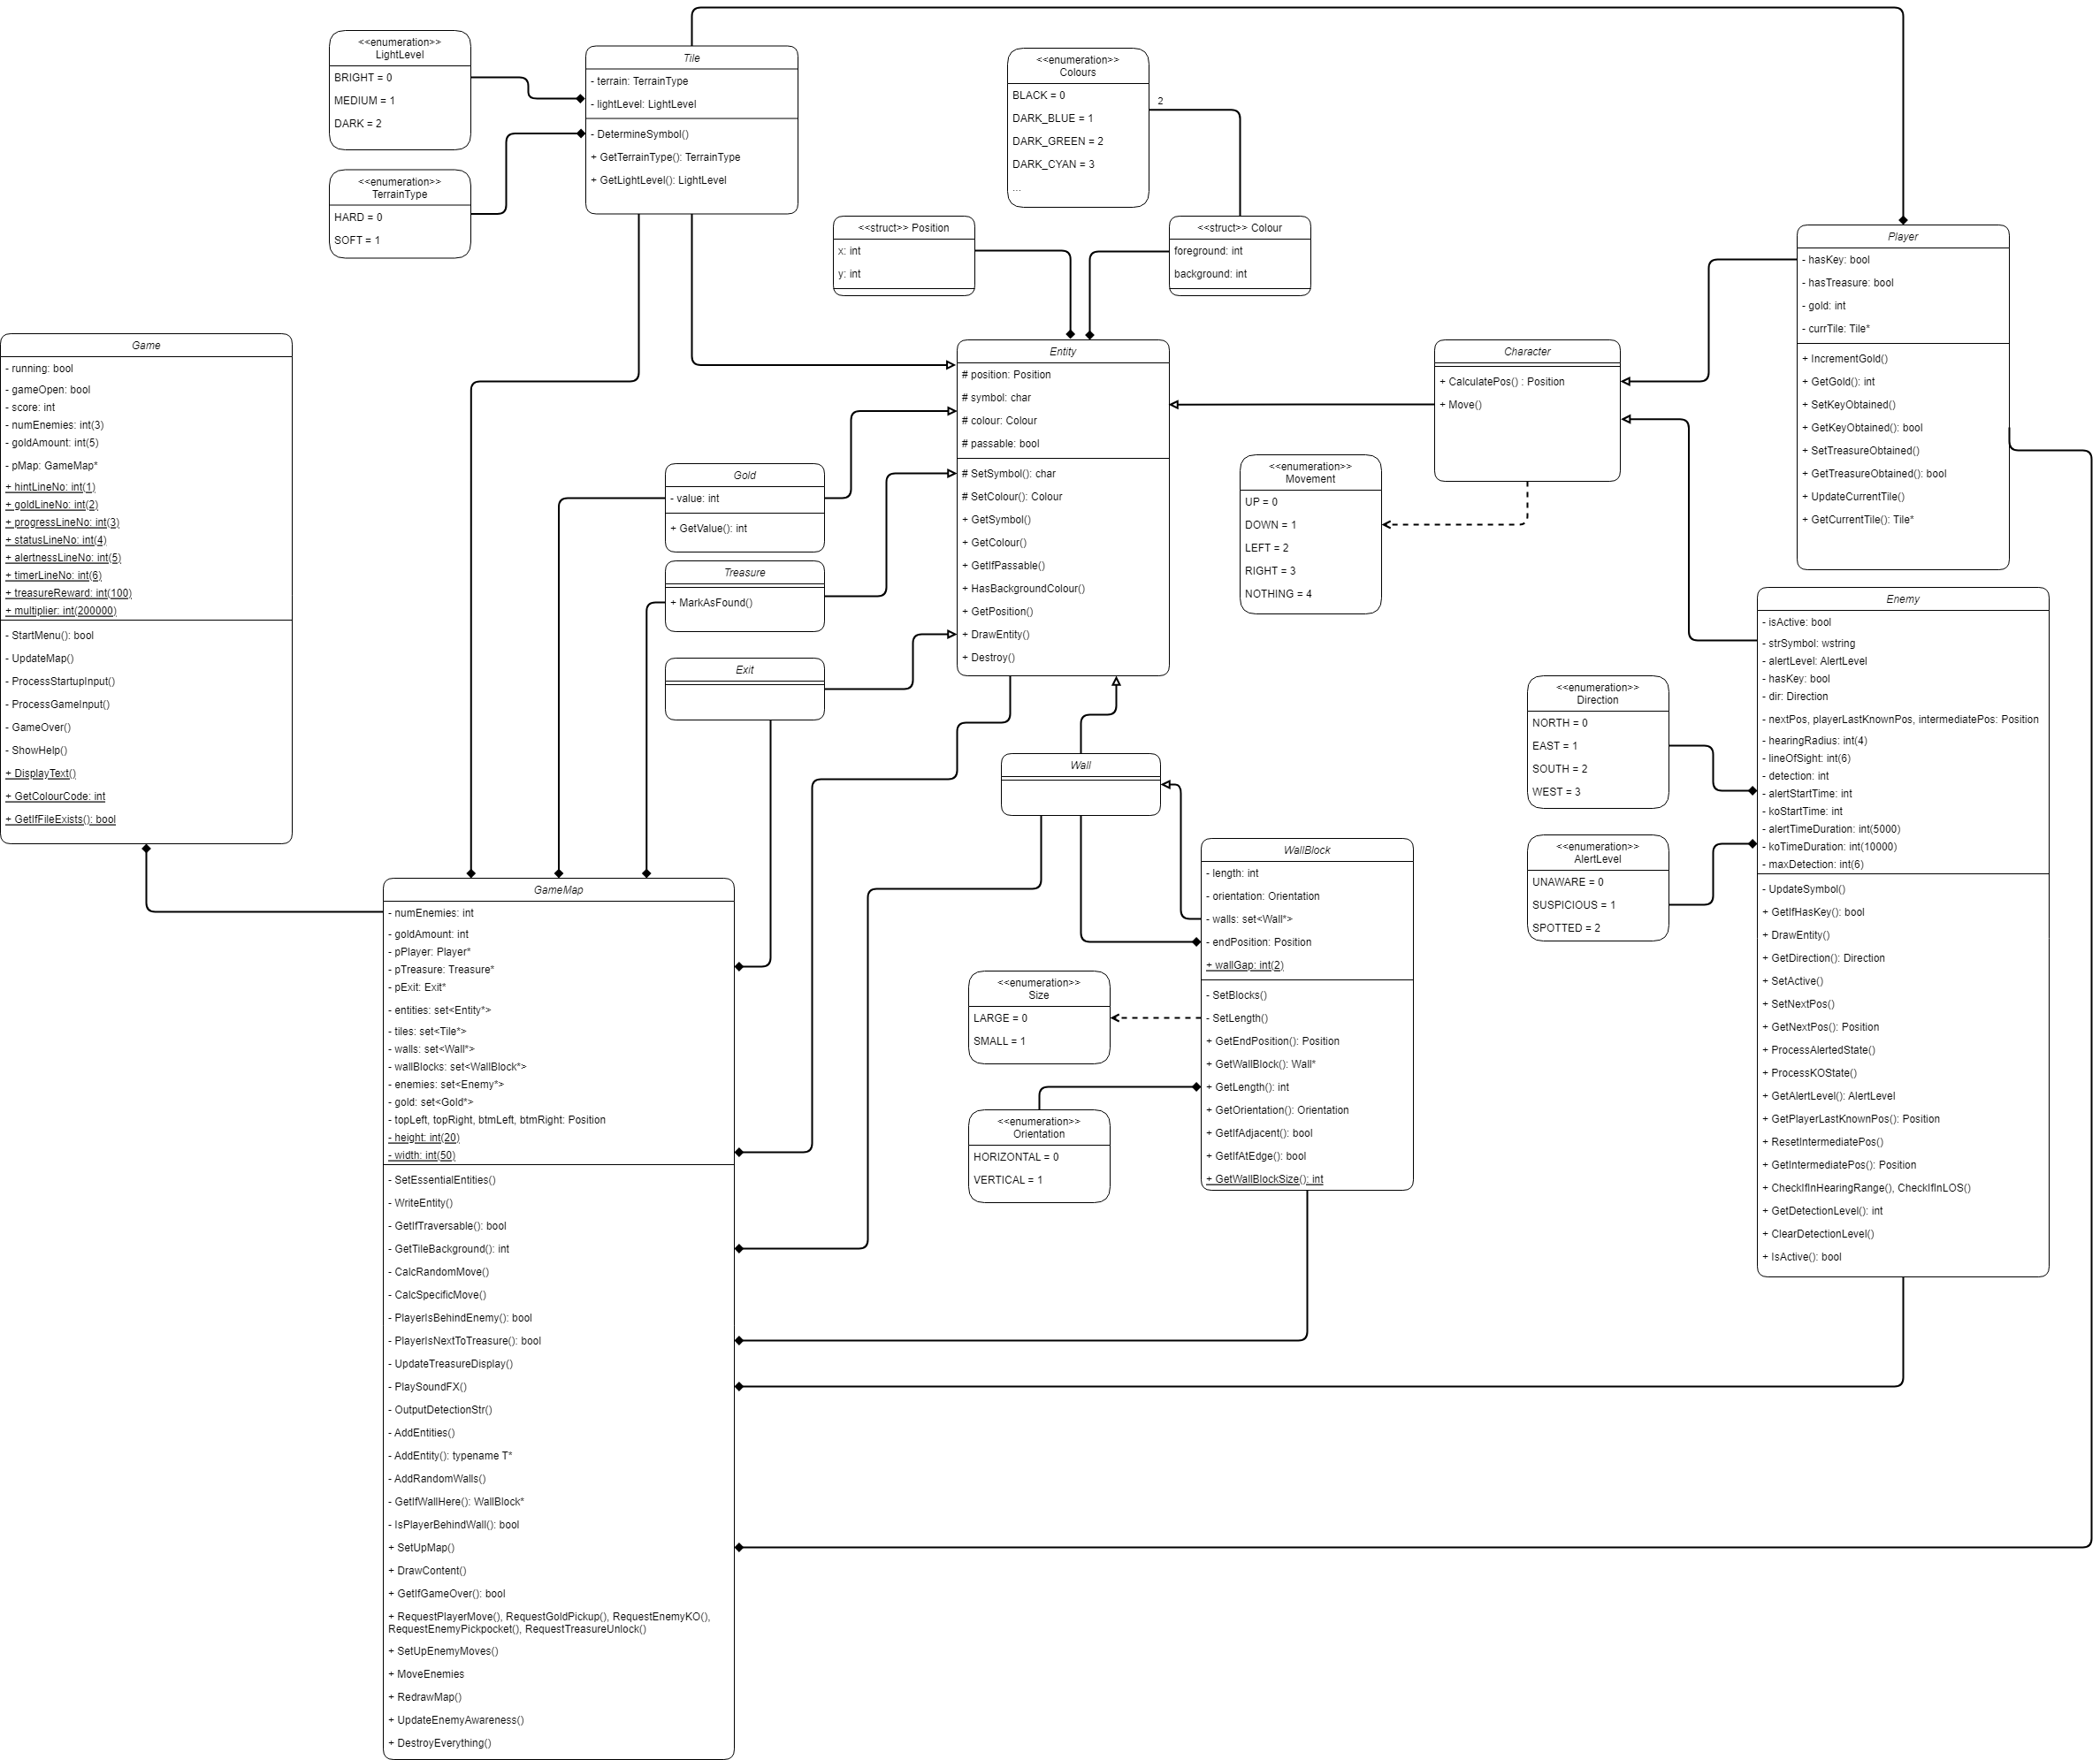 <<enumeration>>
LightLevel
BRIGHT = 0
MEDIUM = 1
DARK = 2
<<enumeration>>
TerrainType
HARD = 0
SOFT = 1
Tile
- terrain: TerrainType
- lightLevel: LightLevel
- DetermineSymbol()
+ GetTerrainType(): TerrainType
+ GetLightLevel(): LightLevel
<<enumeration>>
Colours
BLACK = 0
DARK_BLUE = 1
DARK_GREEN = 2
DARK_CYAN = 3
...
2
<<struct>> Position
x: int
y: int
<<struct>> Colour
foreground: int
background: int
Player
- hasKey: bool
- hasTreasure: bool
- gold: int
- currTile: Tile*
+ IncrementGold()
+ GetGold(): int
+ SetKeyObtained()
+ GetKeyObtained(): bool
+ SetTreasureObtained()
+ GetTreasureObtained(): bool
+ UpdateCurrentTile()
+ GetCurrentTile(): Tile*
Game
- running: bool
- gameOpen: bool
- score: int
- numEnemies: int(3)
- goldAmount: int(5)
- pMap: GameMap*
+ hintLineNo: int(1)
+ goldLineNo: int(2)
+ progressLineNo: int(3)
+ statusLineNo: int(4)
+ alertnessLineNo: int(5)
+ timerLineNo: int(6)
+ treasureReward: int(100)
+ multiplier: int(200000)
- StartMenu(): bool
- UpdateMap()
- ProcessStartupInput()
- ProcessGameInput()
- GameOver()
- ShowHelp()
+ DisplayText()
+ GetColourCode: int
+ GetIfFileExists(): bool
Entity
# position: Position
# symbol: char
# colour: Colour
# passable: bool
# SetSymbol(): char
# SetColour(): Colour
+ GetSymbol()
+ GetColour()
+ GetIfPassable()
+ HasBackgroundColour()
+ GetPosition()
+ DrawEntity()
+ Destroy()
Character
+ CalculatePos() : Position
+ Move()
<<enumeration>>
Movement
UP = 0
DOWN = 1
LEFT = 2
RIGHT = 3
NOTHING = 4
Gold
- value: int
+ GetValue(): int
Treasure
+ MarkAsFound()
Exit
Enemy
- isActive: bool
- strSymbol: wstring
- alertLevel: AlertLevel
- hasKey: bool
- dir: Direction
- nextPos, playerLastKnownPos, intermediatePos: Position
- hearingRadius: int(4)
- lineOfSight: int(6)
- detection: int
- alertStartTime: int
- koStartTime: int
- alertTimeDuration: int(5000)
- koTimeDuration: int(10000)
- maxDetection: int(6)
- UpdateSymbol()
+ GetIfHasKey(): bool
+ DrawEntity()
+ GetDirection(): Direction
+ SetActive()
+ SetNextPos()
+ GetNextPos(): Position
+ ProcessAlertedState()
+ ProcessKOState()
+ GetAlertLevel(): AlertLevel
+ GetPlayerLastKnownPos(): Position
+ ResetIntermediatePos()
+ GetIntermediatePos(): Position
+ CheckIfInHearingRange(), CheckIfInLOS()
+ GetDetectionLevel(): int
+ ClearDetectionLevel()
+ IsActive(): bool
<<enumeration>>
Direction
NORTH = 0
EAST = 1
SOUTH = 2
WEST = 3
<<enumeration>>
AlertLevel
UNAWARE = 0
SUSPICIOUS = 1
SPOTTED = 2
Wall
WallBlock
- length: int
- orientation: Orientation
- walls: set<Wall*>
- endPosition: Position
+ wallGap: int(2)
- SetBlocks()
- SetLength()
+ GetEndPosition(): Position
+ GetWallBlock(): Wall*
+ GetLength(): int
+ GetOrientation(): Orientation
+ GetIfAdjacent(): bool
+ GetIfAtEdge(): bool
+ GetWallBlockSize(): int
<<enumeration>>
Size
LARGE = 0
SMALL = 1
<<enumeration>>
Orientation
HORIZONTAL = 0
VERTICAL = 1
GameMap
- numEnemies: int
- goldAmount: int
- pPlayer: Player*
- pTreasure: Treasure*
- pExit: Exit*
- entities: set<Entity*>
- tiles: set<Tile*>
- walls: set<Wall*>
- wallBlocks: set<WallBlock*>
- enemies: set<Enemy*>
- gold: set<Gold*>
- topLeft, topRight, btmLeft, btmRight: Position
- height: int(20)
- width: int(50)
- SetEssentialEntities()
- WriteEntity()
- GetIfTraversable(): bool
- GetTileBackground(): int
- CalcRandomMove()
- CalcSpecificMove()
- PlayerIsBehindEnemy(): bool
- PlayerIsNextToTreasure(): bool
- UpdateTreasureDisplay()
- PlaySoundFX()
- OutputDetectionStr()
- AddEntities()
- AddEntity(): typename T*
- AddRandomWalls()
- GetIfWallHere(): WallBlock*
- IsPlayerBehindWall(): bool
+ SetUpMap()
+ DrawContent()
+ GetIfGameOver(): bool
+ RequestPlayerMove(), RequestGoldPickup(), RequestEnemyKO(),
RequestEnemyPickpocket(), RequestTreasureUnlock()
+ SetUpEnemyMoves()
+ MoveEnemies
+ RedrawMap()
+ UpdateEnemyAwareness()
+ DestroyEverything()